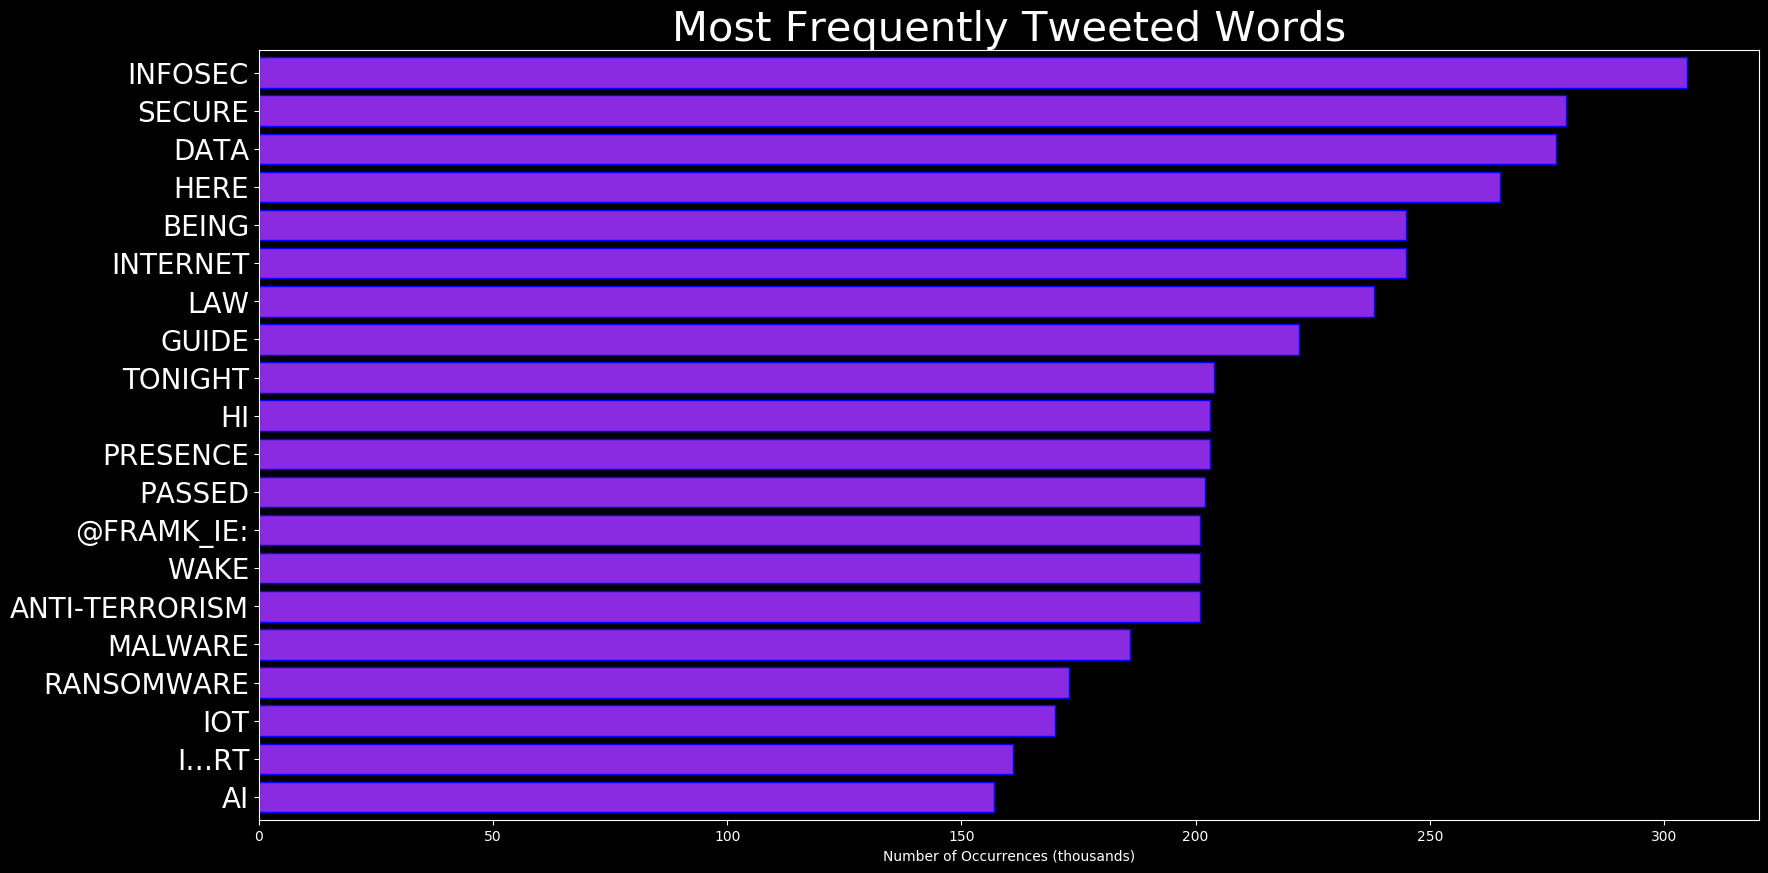 Most Frequently Tweeted Words
INFOSEC
SECURE
DATA
HERE
BEING
INTERNET
LAW
GUIDE
TONIGHT
HI
PRESENCE
PASSED
@FRAMK_IE:
WAKE
ANTI-TERRORISM
MALWARE
RANSOMWARE
IOT
I...RT
AI
0 50 100 150 200 250 300
Number of Occurrences (thousands)